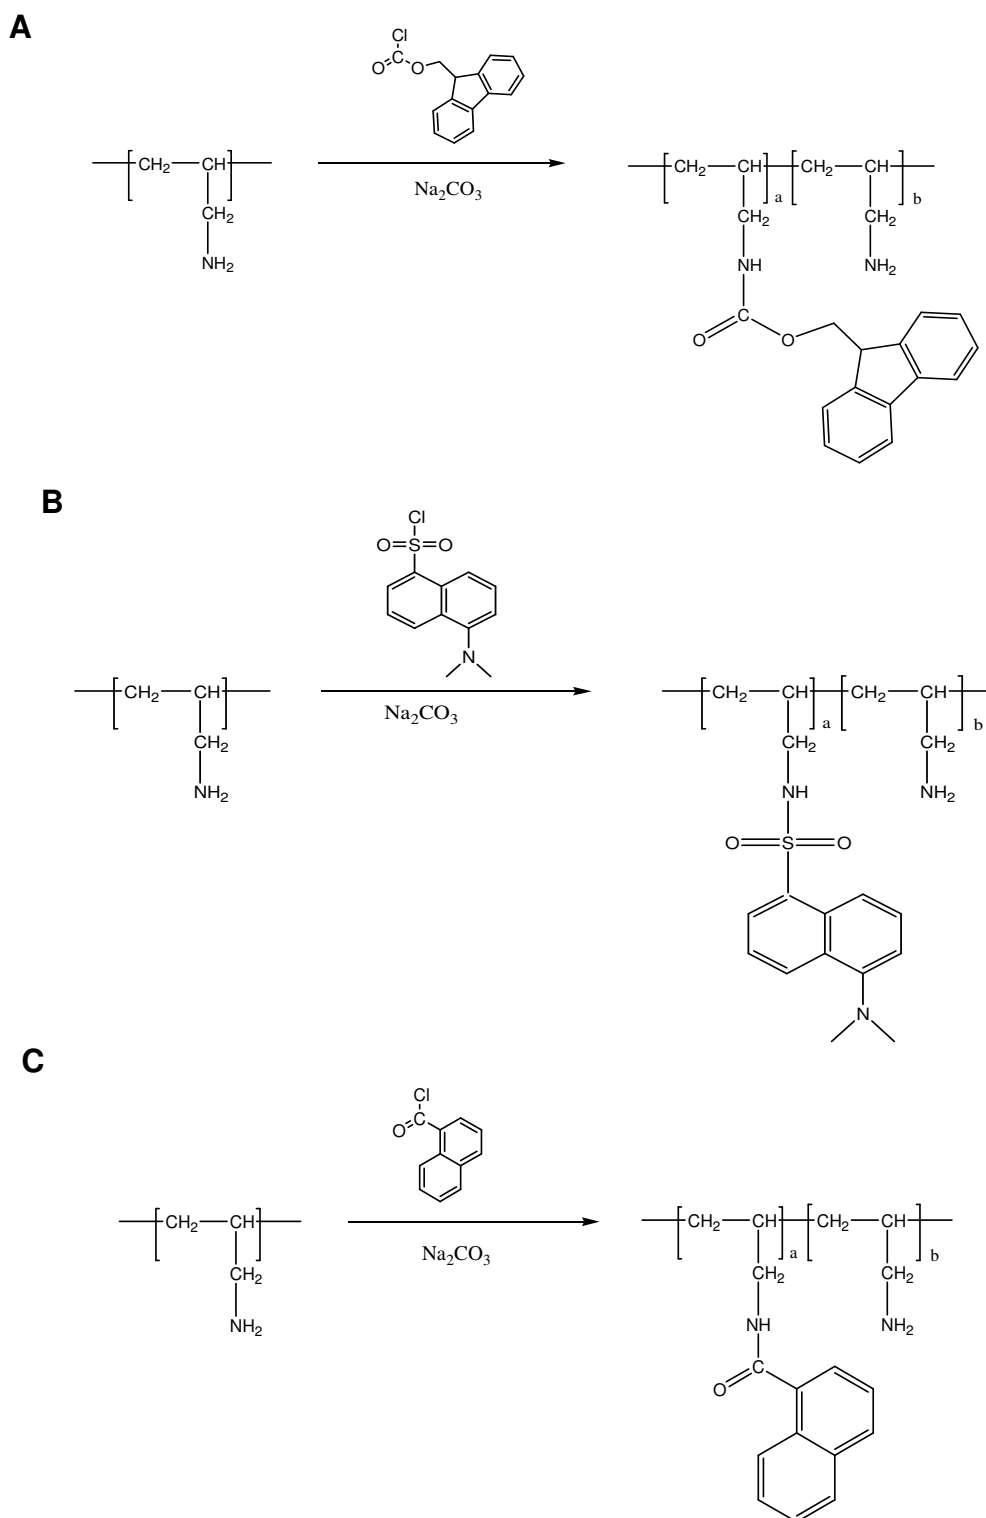 A
Cl
C
O
O
CH₂
CH
Na₂CO₃
CH₂
CH
a
CH₂
CH
b
CH₂
CH₂
CH₂
NH₂
NH
NH₂
C
O
O
B
Cl
O=S=O
N
CH₂
CH
Na₂CO₃
CH₂
CH
a
CH₂
CH
b
CH₂
CH₂
CH₂
NH₂
NH
NH₂
O
S
O
N
C
Cl
C
O
CH₂
CH
Na₂CO₃
CH₂
CH
a
CH₂
CH
b
CH₂
CH₂
CH₂
NH₂
NH
NH₂
C
O